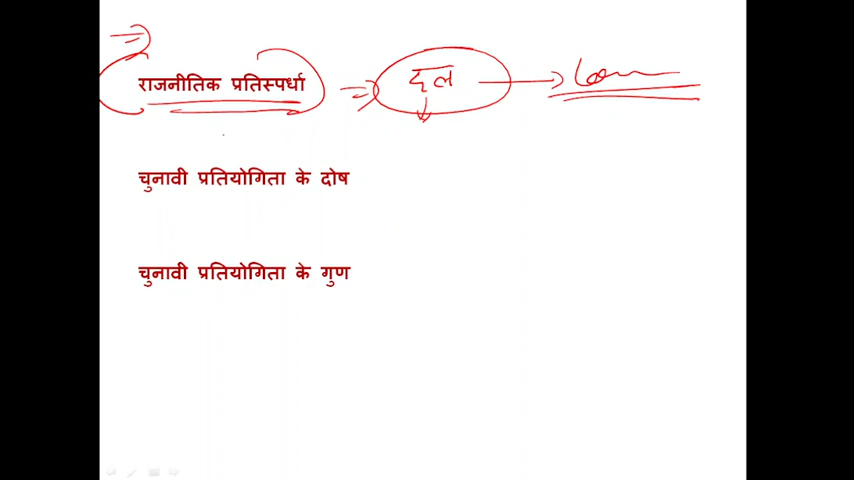 राजनीतिक प्रतिस्पर्धा दल
चुनावी प्रतियोगिता के दोष
चुनावी प्रतियोगिता के गुण